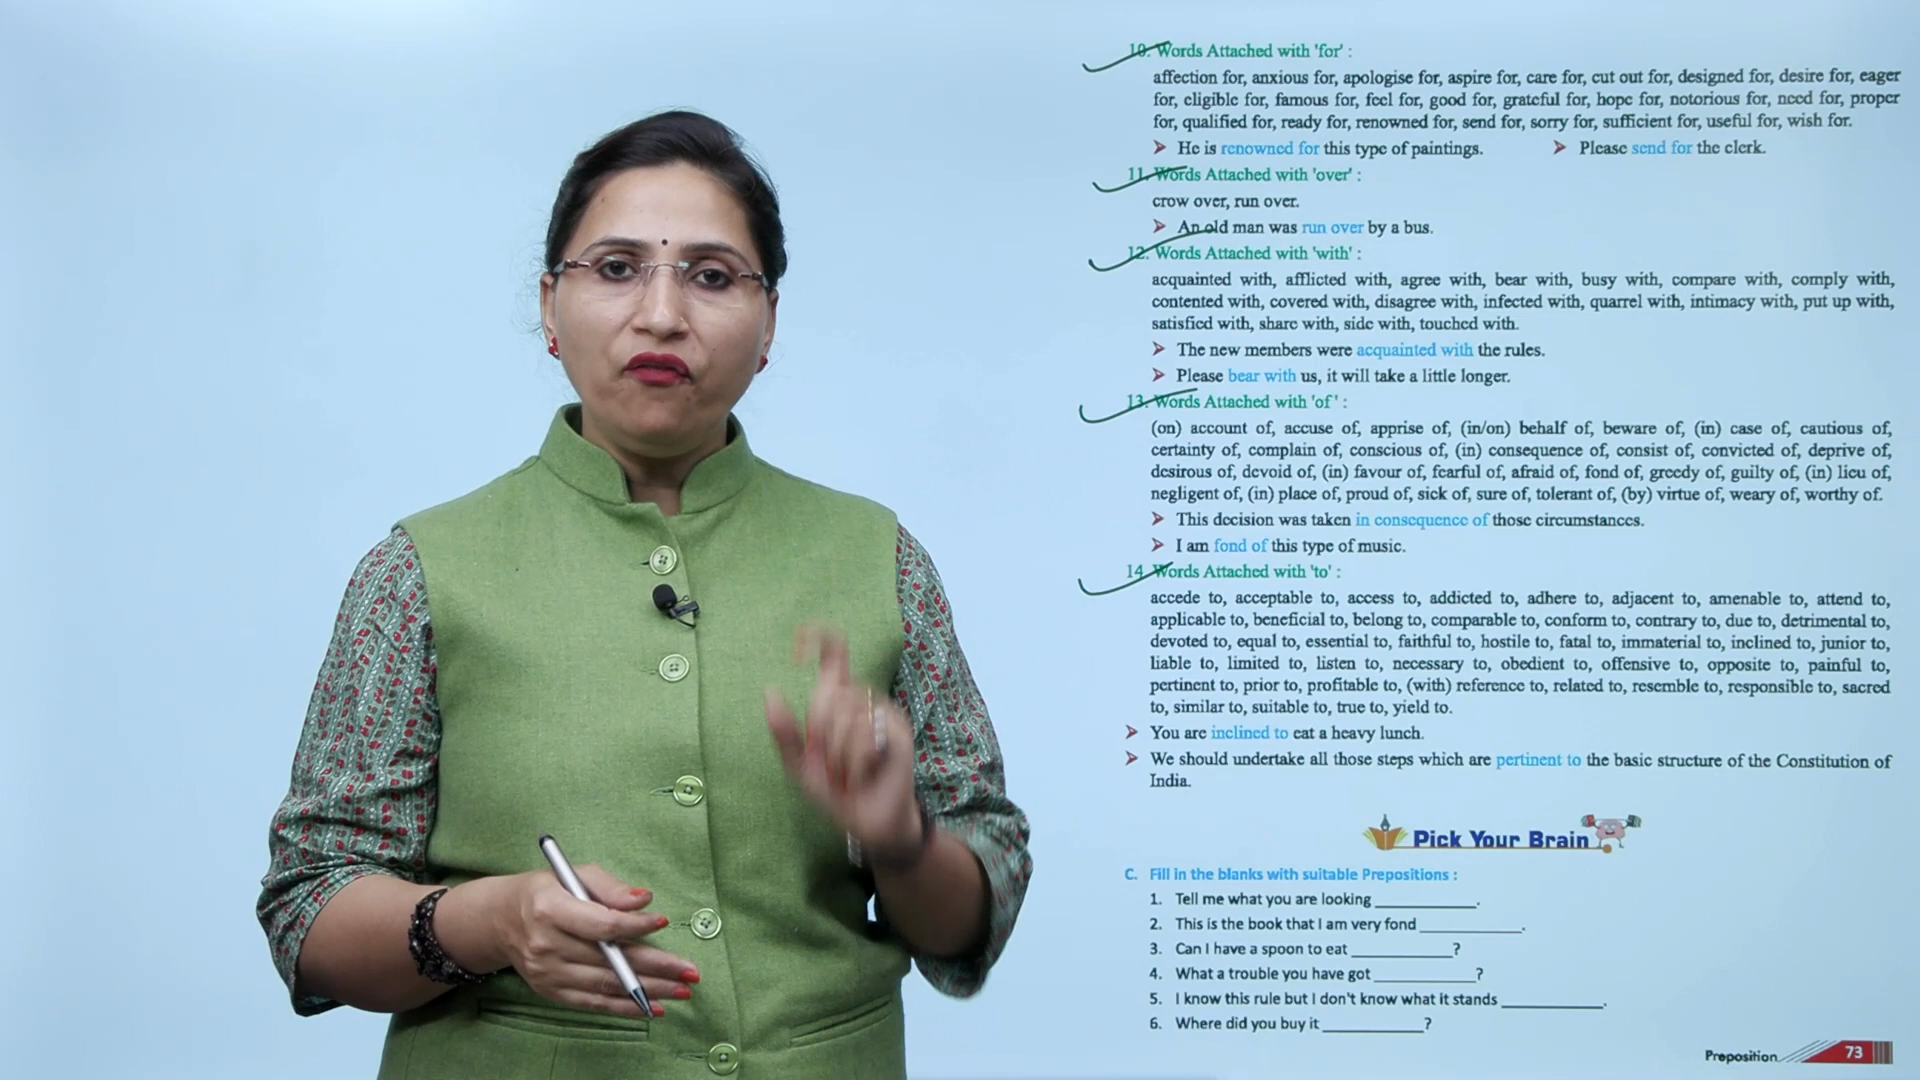 10. Words Attached with 'for' :
affection for, anxious for, apologise for, aspire for, care for, cut out for, designed for, desire for, eager
for, eligible for, famous for, feel for, good for, grateful for, hope for, notorious for, need for, proper
for, qualified for, ready for, renowned for, send for, sorry for, sufficient for, useful for, wish for.
➢ He is renowned for this type of paintings. ➢ Please send for the clerk.
11. Words Attached with 'over' :
crow over, run over.
➢ An old man was run over by a bus.
12. Words Attached with 'with' :
acquainted with, afflicted with, agree with, bear with, busy with, compare with, comply with,
contented with, covered with, disagree with, infected with, quarrel with, intimacy with, put up with,
satisfied with, share with, side with, touched with.
➢ The new members were acquainted with the rules.
➢ Please bear with us, it will take a little longer.
13. Words Attached with 'of' :
(on) account of, accuse of, apprise of, (in/on) behalf of, beware of, (in) case of, cautious of,
certainty of, complain of, conscious of, (in) consequence of, consist of, convicted of, deprive of,
desirous of, devoid of, (in) favour of, fearful of, afraid of, fond of, greedy of, guilty of, (in) lieu of,
negligent of, (in) place of, proud of, sick of, sure of, tolerant of, (by) virtue of, weary of, worthy of.
➢ This decision was taken in consequence of those circumstances.
➢ I am fond of this type of music.
14. Words Attached with 'to' :
accede to, acceptable to, access to, addicted to, adhere to, adjacent to, amenable to, attend to,
applicable to, beneficial to, belong to, comparable to, conform to, contrary to, due to, detrimental to,
devoted to, equal to, essential to, faithful to, hostile to, fatal to, immaterial to, inclined to, junior to,
liable to, limited to, listen to, necessary to, obedient to, offensive to, opposite to, painful to,
pertinent to, prior to, profitable to, (with) reference to, related to, resemble to, responsible to, sacred
to, similar to, suitable to, true to, yield to.
➢ You are inclined to eat a heavy lunch.
➢ We should undertake all those steps which are pertinent to the basic structure of the Constitution of
India.
Pick Your Brain
C. Fill in the blanks with suitable Prepositions :
1. Tell me what you are looking __________.
2. This is the book that I am very fond __________.
3. Can I have a spoon to eat __________?
4. What a trouble you have got __________?
5. I know this rule but I don't know what it stands __________.
6. Where did you buy it __________?
Preposition 73